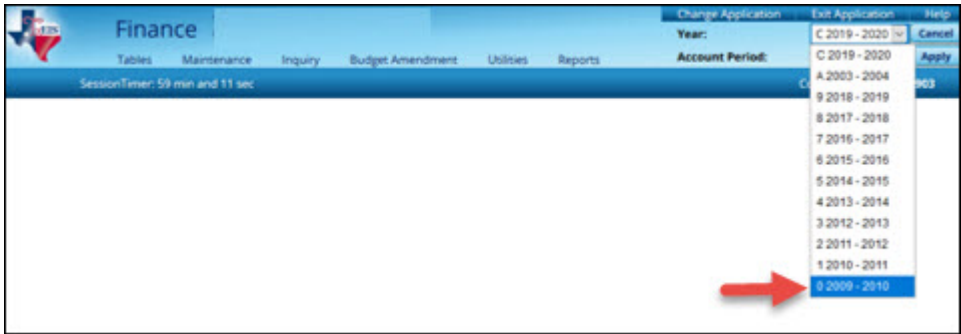 Change Application Exit Application Help
Finance
Year: C 2019 - 2020 Cancel
Account Period: Apply
Tables Maintenance Inquiry Budget Amendment Utilities Reports
SessionTimer: 59 min and 11 sec
C 2019 - 2020
A 2003 - 2004
9 2018 - 2019
8 2017 - 2018
7 2016 - 2017
6 2015 - 2016
5 2014 - 2015
4 2013 - 2014
3 2012 - 2013
2 2011 - 2012
1 2010 - 2011
0 2009 - 2010
903